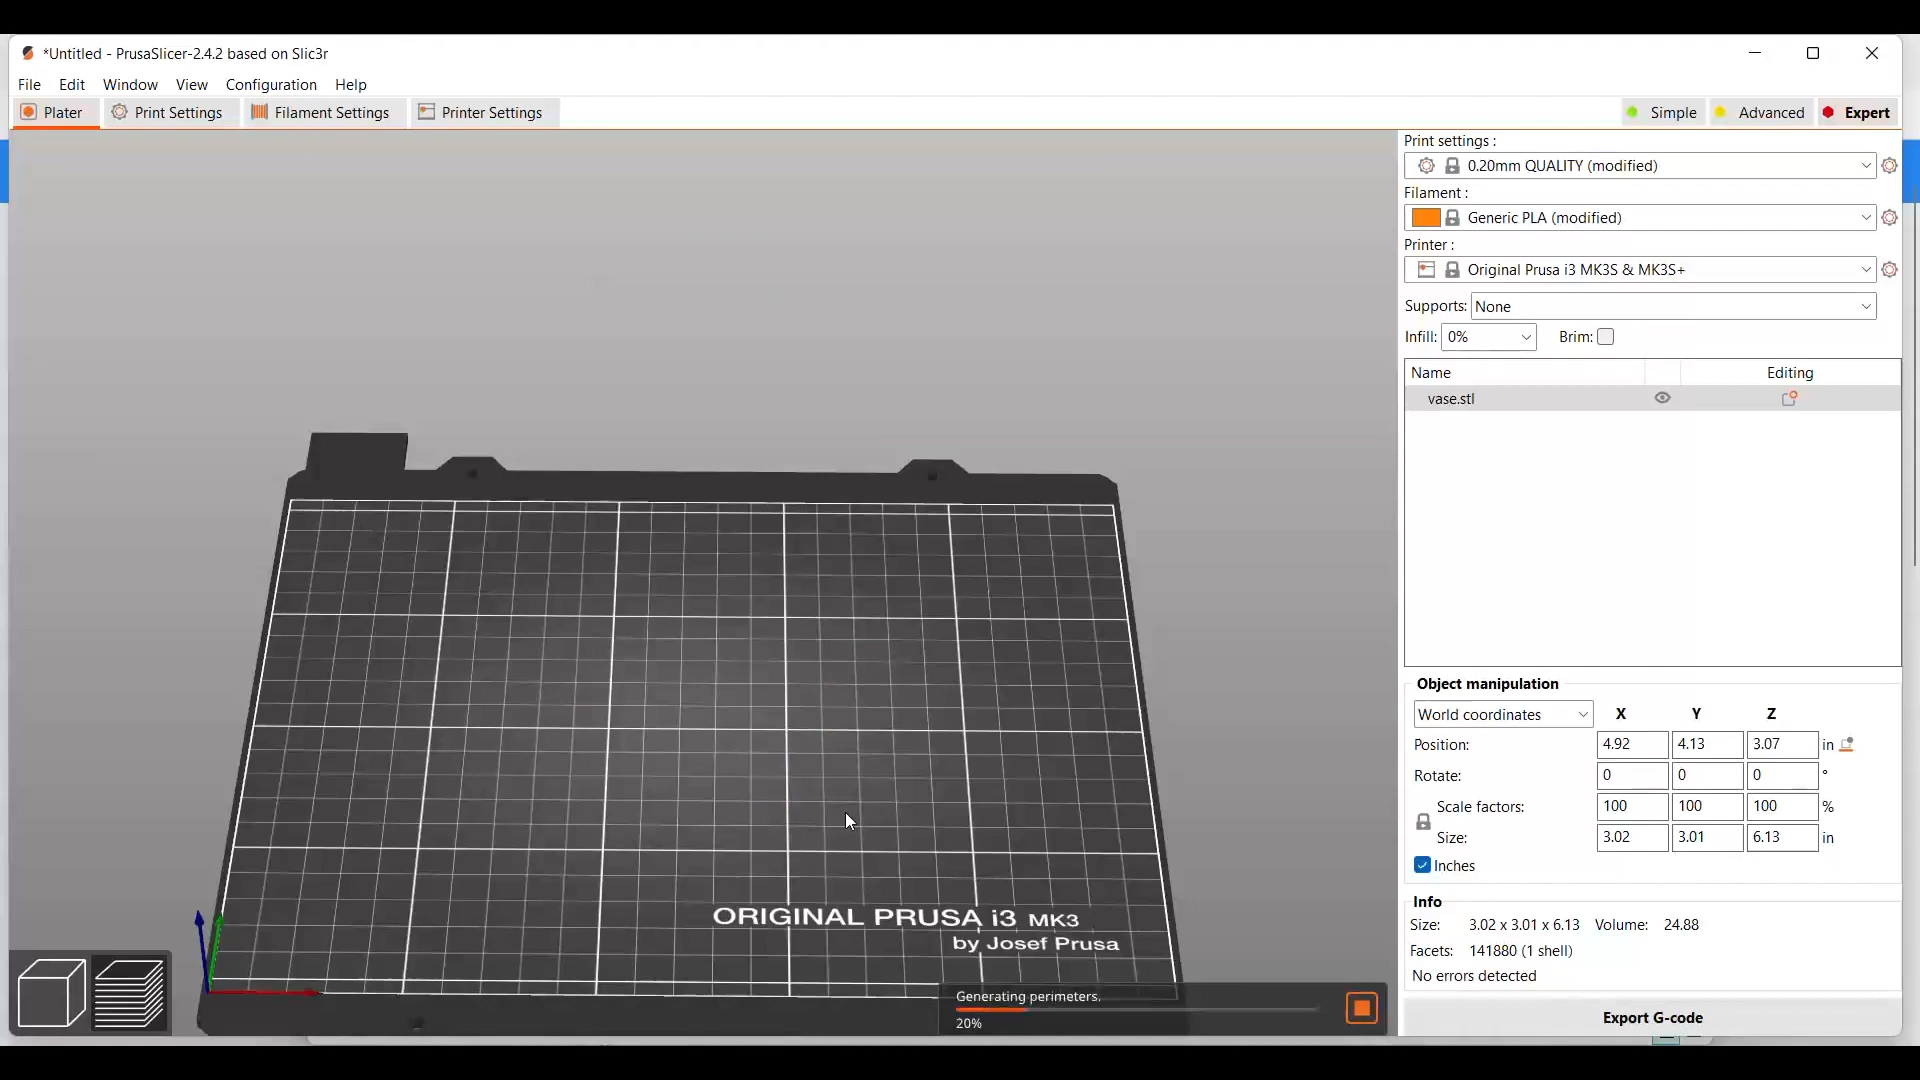 *Untitled - PrusaSlicer-2.4.2 based on Slic3r
File Edit Window View Configuration Help
Plater Print Settings Filament Settings Printer Settings Simple Advanced Expert
Print settings :
0.20mm QUALITY (modified)
Filament :
Generic PLA (modified)
Printer :
Original Prusa i3 MK3S & MK3S+
Supports: None
Infill: 0% Brim:
Name Editing
vase.stl
Object manipulation
World coordinates X Y Z
Position: 4.92 4.13 3.07 in
Rotate: 0 0 0 °
Scale factors: 100 100 100 %
Size: 3.02 3.01 6.13 in
Inches
Info
Size: 3.02 x 3.01 x 6.13 Volume: 24.88
Facets: 141880 (1 shell)
No errors detected
Export G-code
ORIGINAL PRUSA i3 MK3
by Josef Prusa
Generating perimeters.
20%